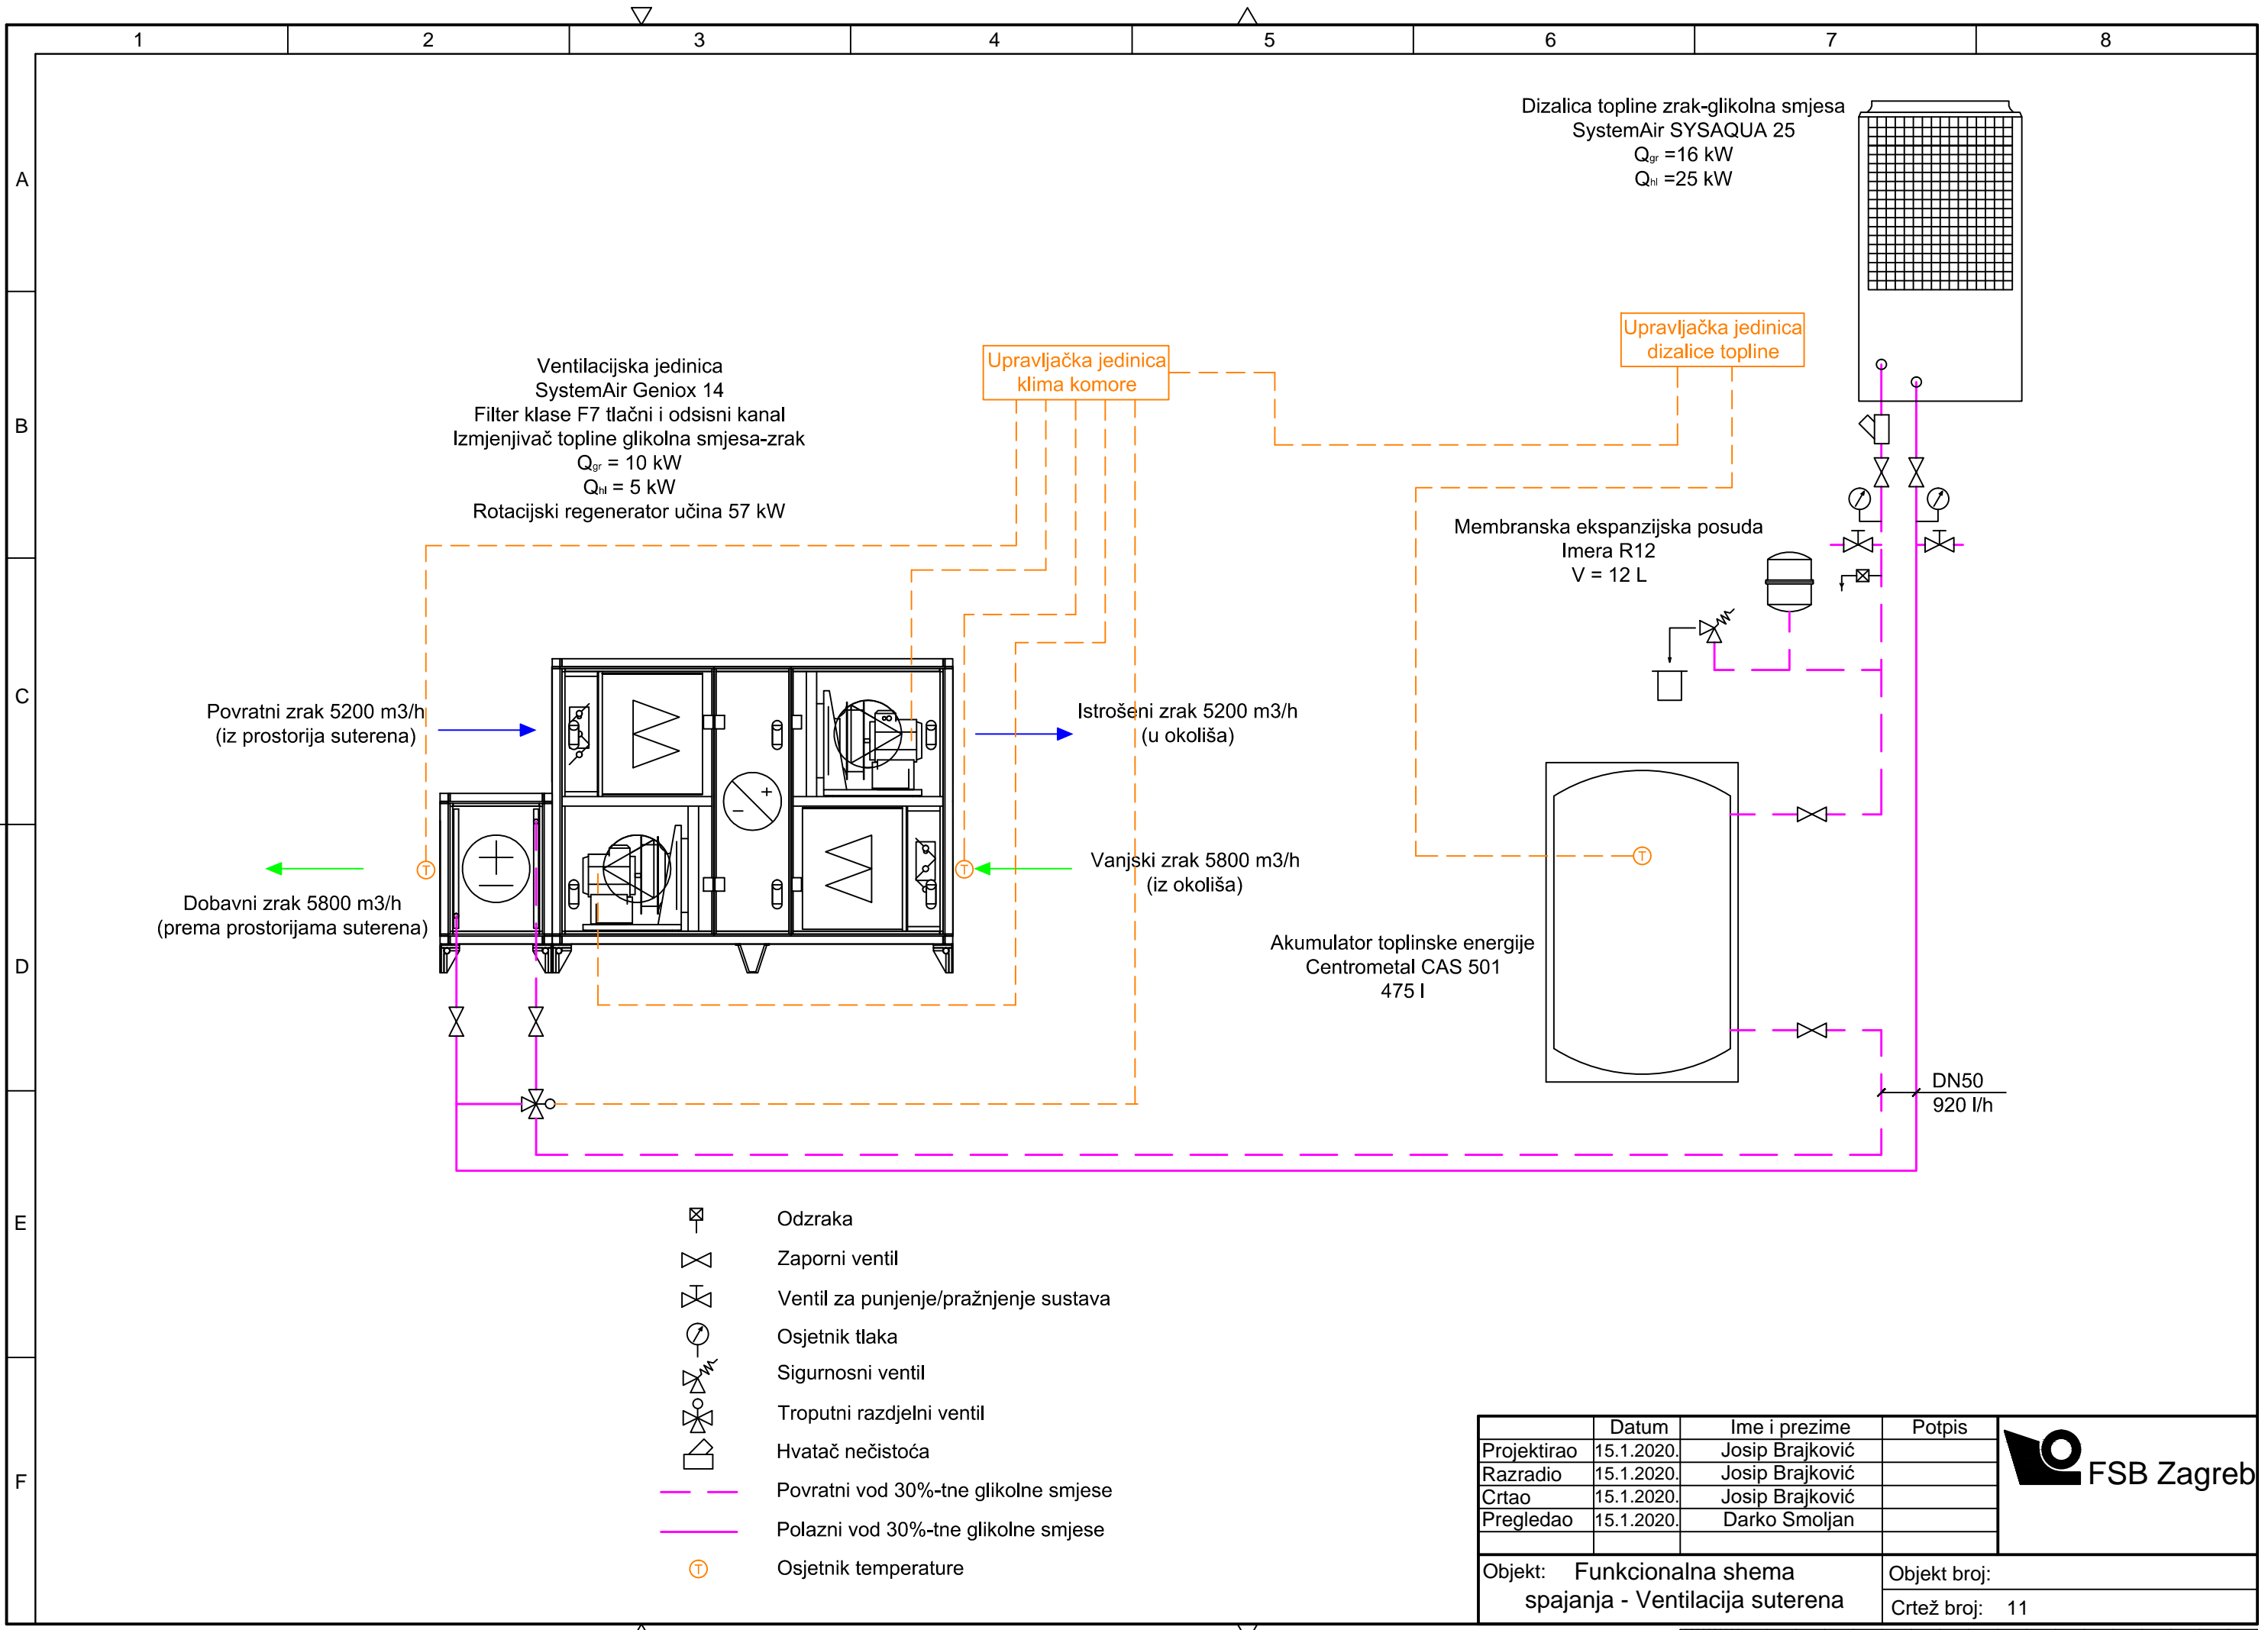 1 2 3 4 5 6 7 8
A
B
C
D
E
F
Dizalica topline zrak-glikolna smjesa
SystemAir SYSAQUA 25
Qgr =16 kW
Qhl =25 kW
Upravljačka jedinica
dizalice topline
Upravljačka jedinica
klima komore
Ventilacijska jedinica
SystemAir Geniox 14
Filter klase F7 tlačni i odsisni kanal
Izmjenjivač topline glikolna smjesa-zrak
Qgr = 10 kW
Qhl = 5 kW
Rotacijski regenerator učina 57 kW
Membranska ekspanzijska posuda
Imera R12
V = 12 L
Povratni zrak 5200 m3/h
(iz prostorija suterena)
Istrošeni zrak 5200 m3/h
(u okoliša)
Vanjski zrak 5800 m3/h
(iz okoliša)
Dobavni zrak 5800 m3/h
(prema prostorijama suterena)
T
T
T
Akumulator toplinske energije
Centrometal CAS 501
475 l
DN50
920 l/h
Odzraka
Zaporni ventil
Ventil za punjenje/pražnjenje sustava
Osjetnik tlaka
Sigurnosni ventil
Troputni razdjelni ventil
Hvatač nečistoća
Povratni vod 30%-tne glikolne smjese
Polazni vod 30%-tne glikolne smjese
T Osjetnik temperature
Datum Ime i prezime Potpis
Projektirao 15.1.2020. Josip Brajković
Razradio 15.1.2020. Josip Brajković
Crtao 15.1.2020. Josip Brajković
Pregledao 15.1.2020. Darko Smoljan
FSB Zagreb
Objekt: Funkcionalna shema
spajanja - Ventilacija suterena
Objekt broj:
Crtež broj: 11